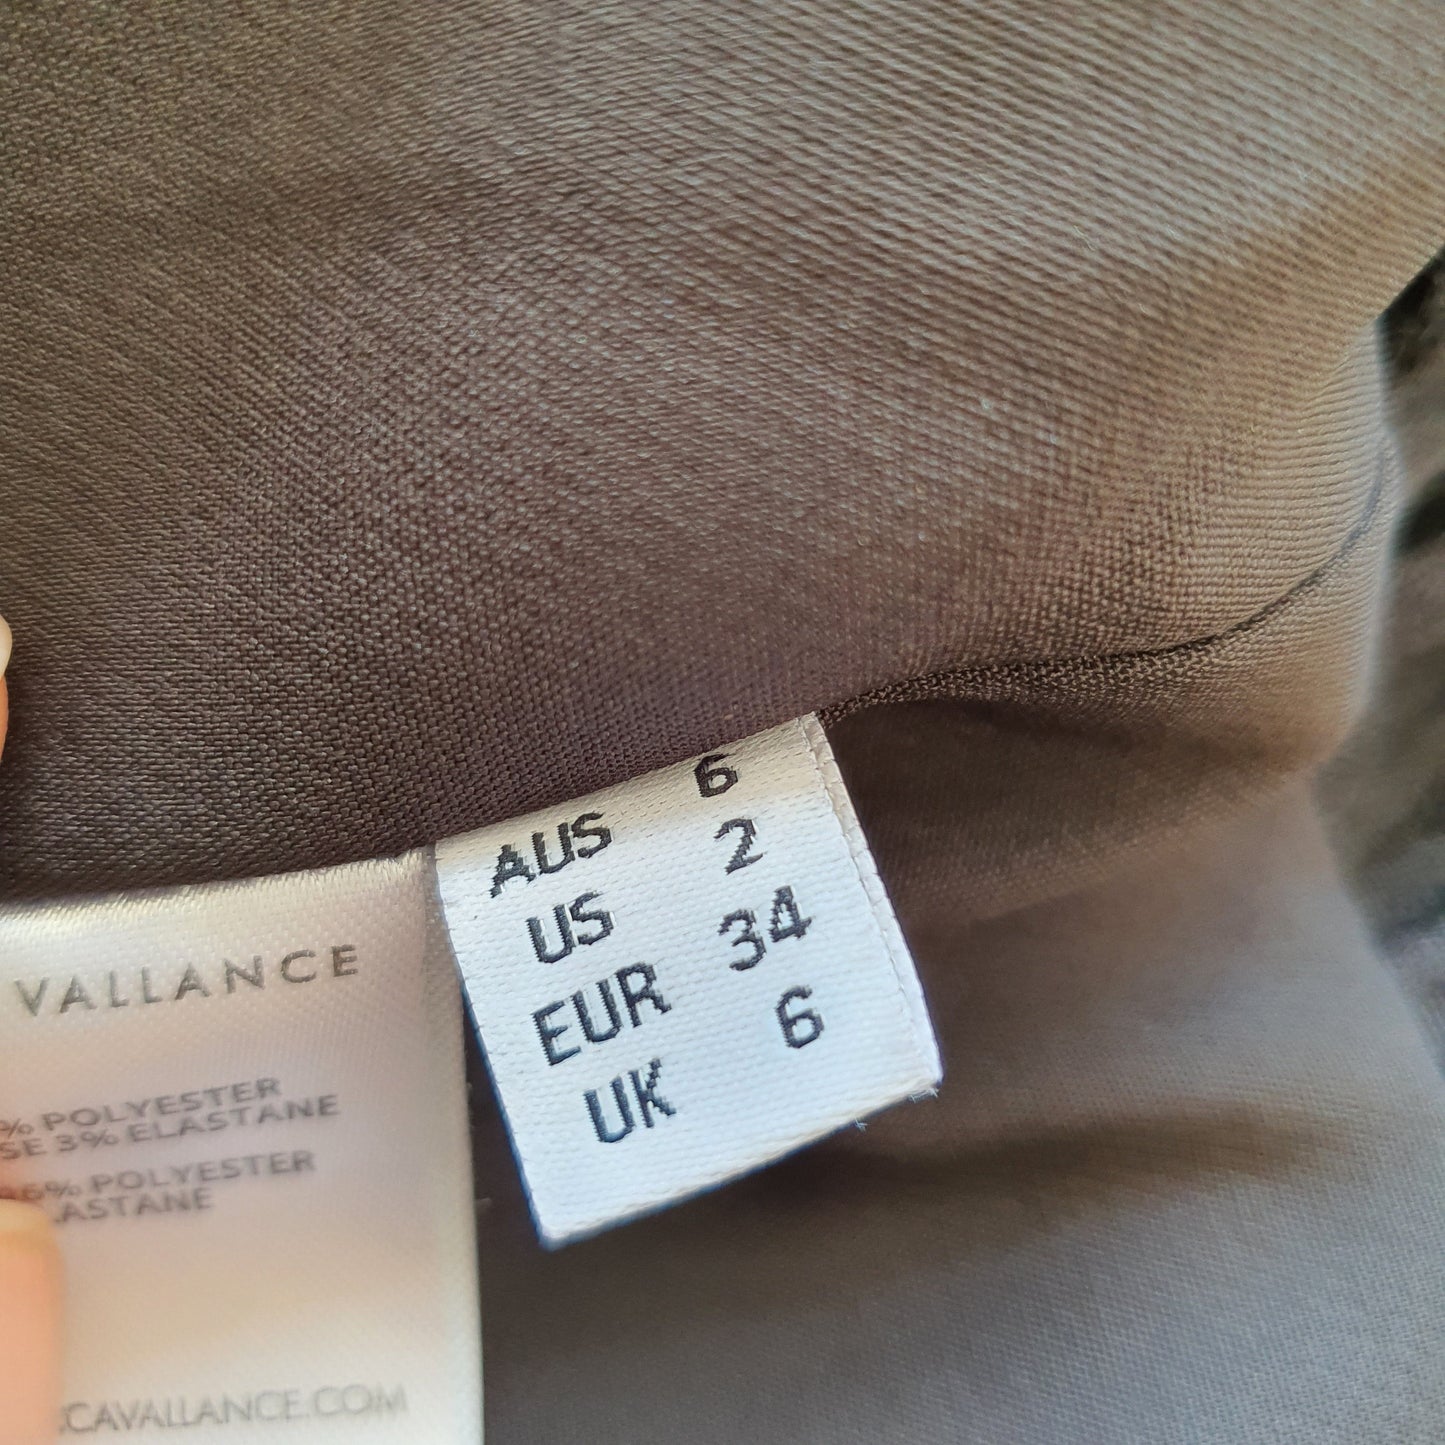 VALLANCE
% POLYESTER
SE 3% ELASTANE
6% POLYESTER
LASTANE
CAVALLANCE.COM
AUS 6
US 2
EUR 34
UK 6